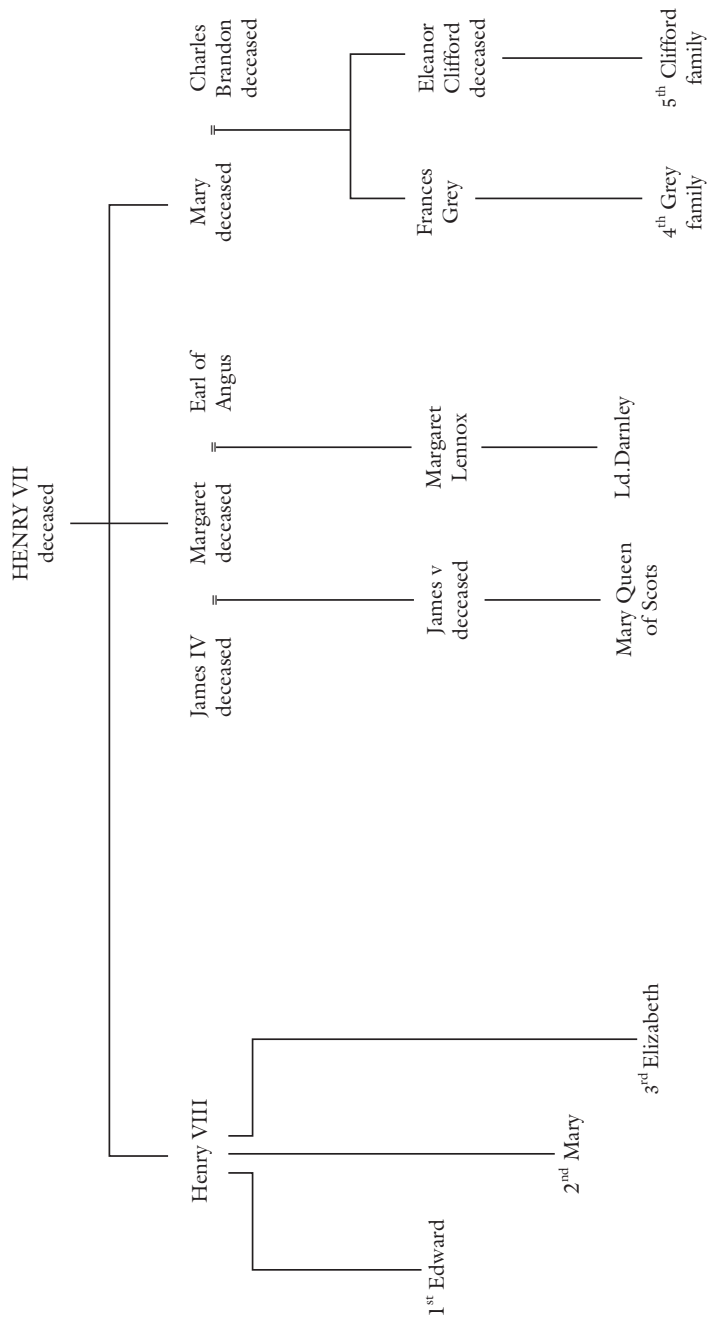 HENRY VII
deceased
Henry VIII
James IV
deceased
Margaret
deceased
Earl of
Angus
Mary
deceased
Charles
Brandon
deceased
1st Edward
2nd Mary
3rd Elizabeth
James v
deceased
Margaret
Lennox
Frances
Grey
Eleanor
Clifford
deceased
Mary Queen
of Scots
Ld.Darnley
4th Grey
family
5th Clifford
family